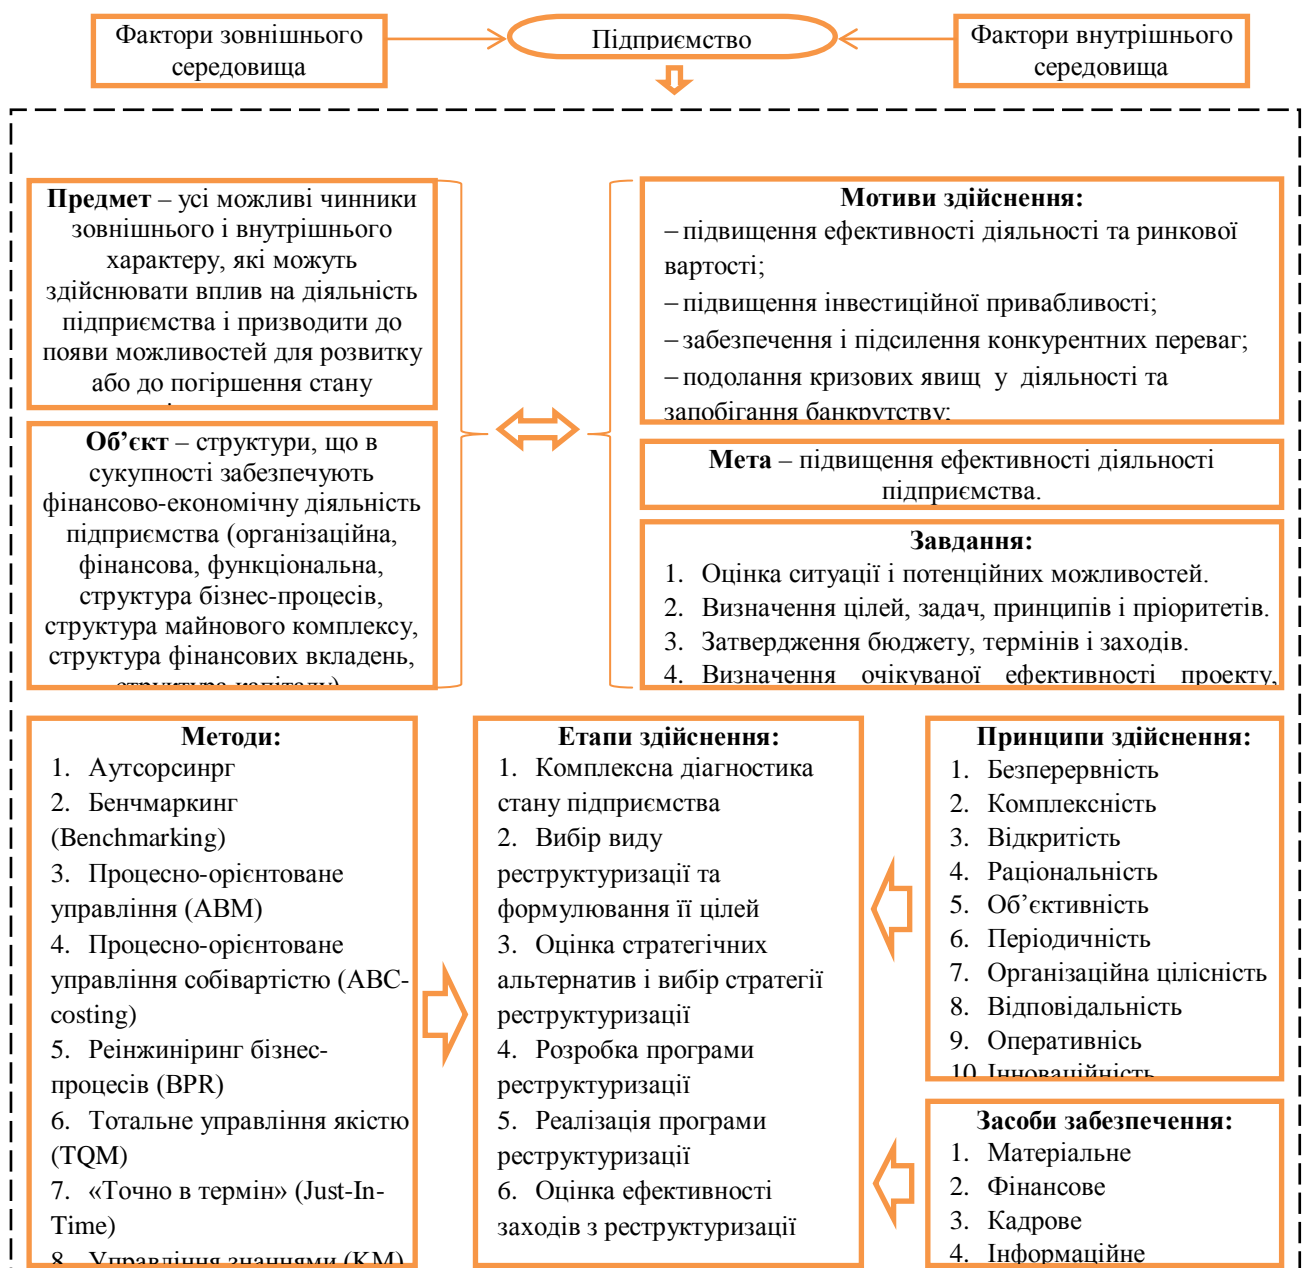 Фактори зовнішнього
середовища
Підприємство
Фактори внутрішнього
середовища
Предмет – усі можливі чинники
зовнішнього і внутрішнього
характеру, які можуть
здійснювати вплив на діяльність
підприємства і призводити до
появи можливостей для розвитку
або до погіршення стану
Об’єкт – структури, що в
сукупності забезпечують
фінансово-економічну діяльність
підприємства (організаційна,
фінансова, функціональна,
структура бізнес-процесів,
структура майнового комплексу,
структура фінансових вкладень,
структура капіталу)
Мотиви здійснення:
– підвищення ефективності діяльності та ринкової
вартості;
– підвищення інвестиційної привабливості;
– забезпечення і підсилення конкурентних переваг;
– подолання кризових явищ у діяльності та
запобігання банкрутству;
Мета – підвищення ефективності діяльності
підприємства.
Завдання:
1. Оцінка ситуації і потенційних можливостей.
2. Визначення цілей, задач, принципів і пріоритетів.
3. Затвердження бюджету, термінів і заходів.
4. Визначення очікуваної ефективності проекту,
Методи:
1. Аутсорсинрг
2. Бенчмаркинг
(Benchmarking)
3. Процесно-орієнтоване
управління (ABM)
4. Процесно-орієнтоване
управління собівартістю (ABC-
costing)
5. Реінжиніринг бізнес-
процесів (BPR)
6. Тотальне управління якістю
(TQM)
7. «Точно в термін» (Just-In-
Time)
8. Управління знаннями (KM)
Етапи здійснення:
1. Комплексна діагностика
стану підприємства
2. Вибір виду
реструктуризації та
формулювання її цілей
3. Оцінка стратегічних
альтернатив і вибір стратегії
реструктуризації
4. Розробка програми
реструктуризації
5. Реалізація програми
реструктуризації
6. Оцінка ефективності
заходів з реструктуризації
Принципи здійснення:
1. Безперервність
2. Комплексність
3. Відкритість
4. Раціональність
5. Об’єктивність
6. Періодичність
7. Організаційна цілісність
8. Відповідальність
9. Оперативнісь
10. Інноваційність
Засоби забезпечення:
1. Матеріальне
2. Фінансове
3. Кадрове
4. Інформаційне